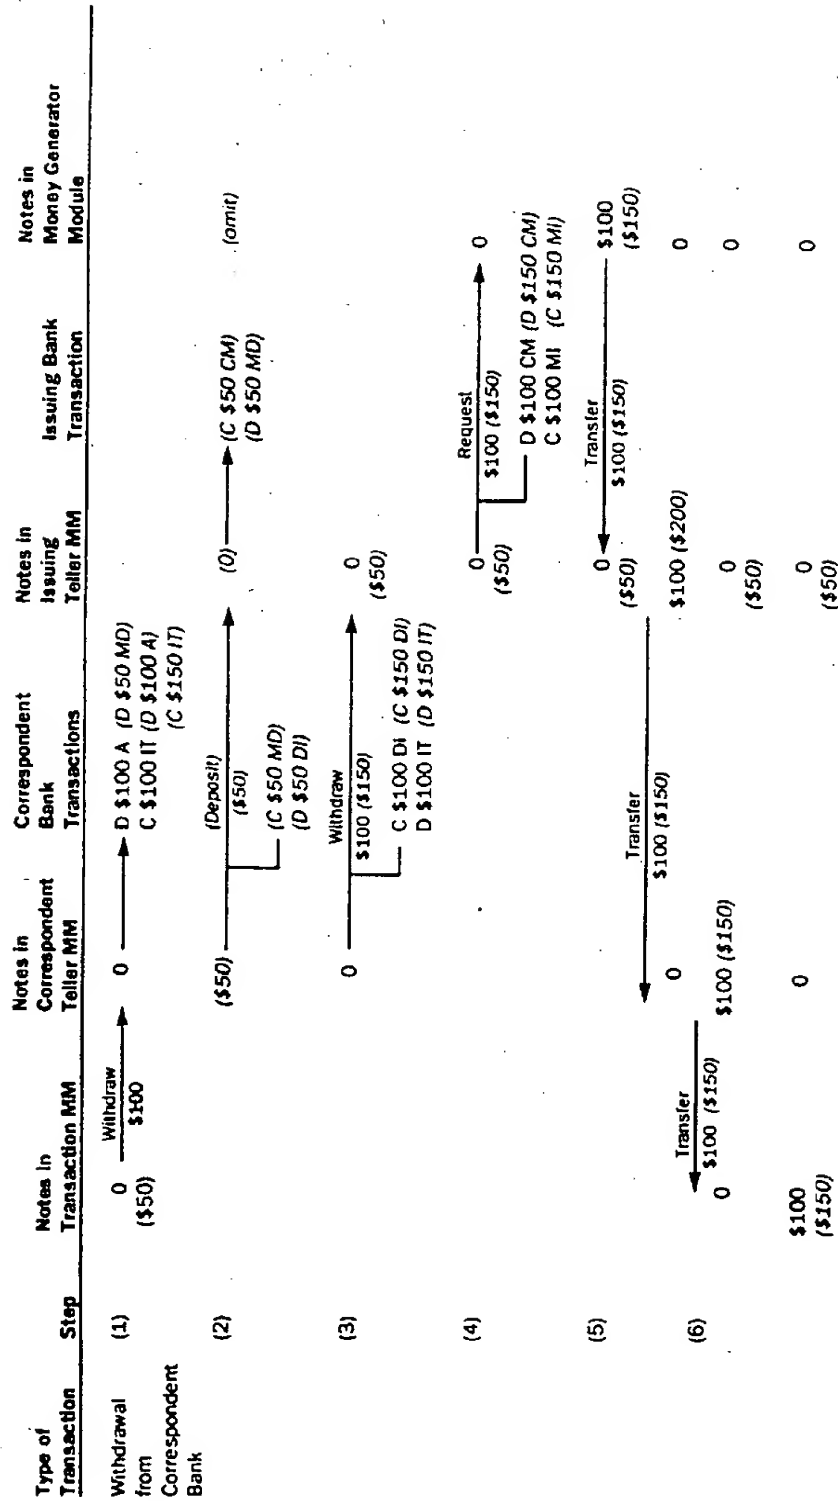 Type of
Transaction
Step
Notes in
Transaction MM
Notes in
Correspondent
Teller MM
Correspondent
Bank
Transactions
Notes in
Issuing
Teller MM
Issuing Bank
Transaction
Notes in
Money Generator
Module
Withdrawal
from
Correspondent
Bank
(1)
0
($50)
Withdraw
$100
0
D $100 A (D $50 MD)
C $100 IT (D $100 A)
(C $150 IT)
(2)
($50)
(Deposit)
($50)
(C $50 MD)
(D $50 DI)
(0)
(C $50 CM)
(D $50 MD)
(omit)
(3)
0
Withdraw
$100 ($150)
C $100 DI (C $150 DI)
D $100 IT (D $150 IT)
0
($50)
(4)
0
($50)
Request
$100 ($150)
D $100 CM (D $150 CM)
C $100 MI (C $150 MI)
0
(5)
0
($50)
Transfer
$100 ($150)
$100
($150)
Transfer
$100 ($150)
0
$100 ($200)
0
(6)
Transfer
$100 ($150)
0
$100 ($150)
0
($50)
0
$100
($150)
0
0
($50)
0